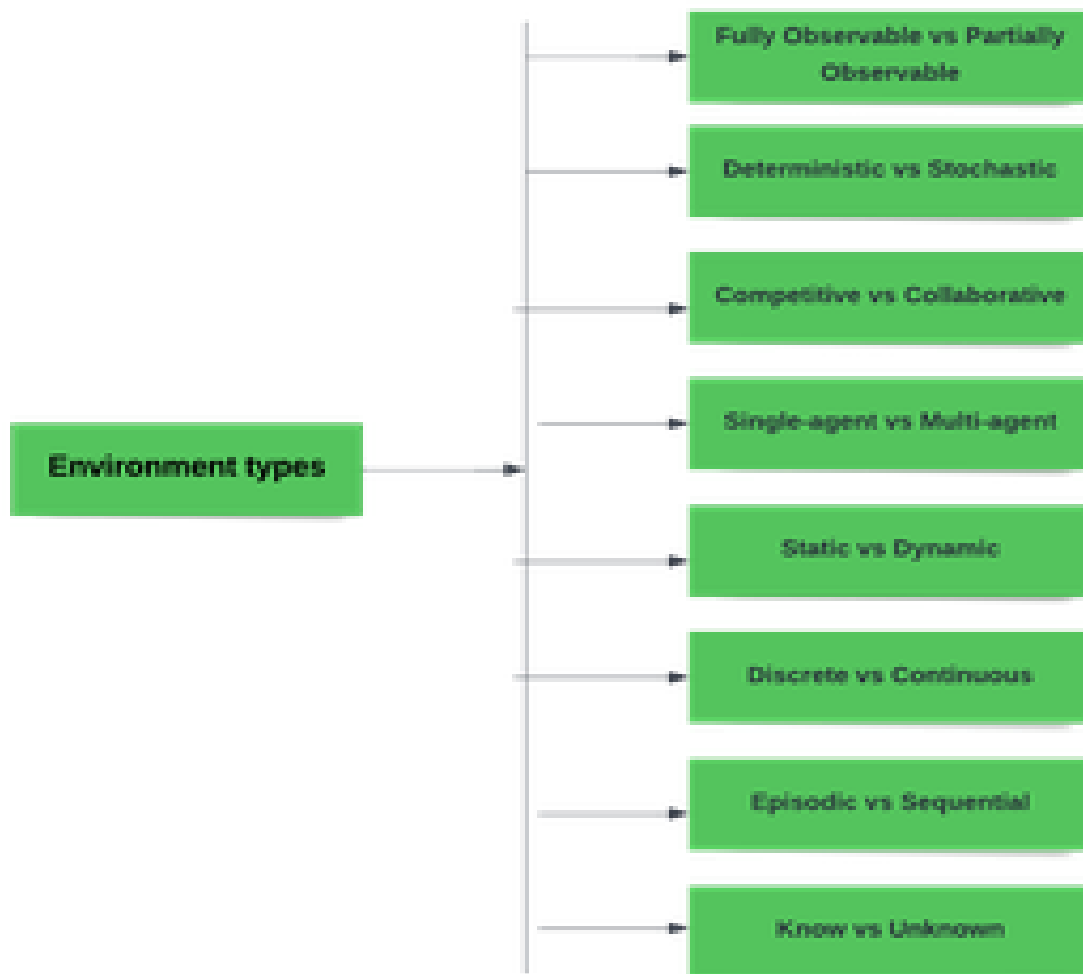 Fully Observable vs Partially
Observable
Deterministic vs Stochastic
Competitive vs Collaborative
Single-agent vs Multi-agent
Environment types
Static vs Dynamic
Discrete vs Continuous
Episodic vs Sequential
Know vs Unknown